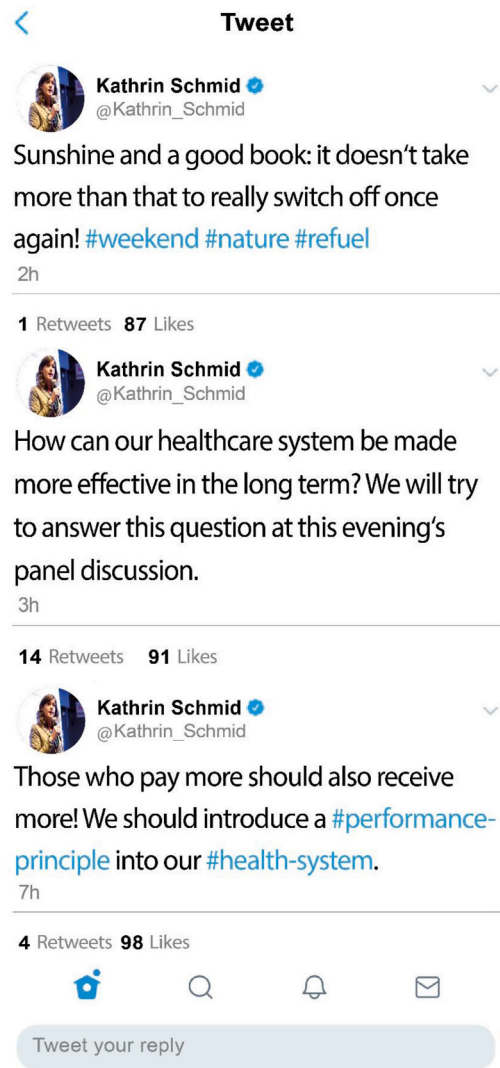 Tweet
Kathrin Schmid
@Kathrin_Schmid
Sunshine and a good book: it doesn't take
more than that to really switch off once
again! #weekend #nature #refuel
2h
1 Retweets 87 Likes
Kathrin Schmid
@Kathrin_Schmid
How can our healthcare system be made
more effective in the long term? We will try
to answer this question at this evening's
panel discussion.
3h
14 Retweets 91 Likes
Kathrin Schmid
@Kathrin_Schmid
Those who pay more should also receive
more! We should introduce a #performance-
principle into our #health-system.
7h
4 Retweets 98 Likes
Tweet your reply